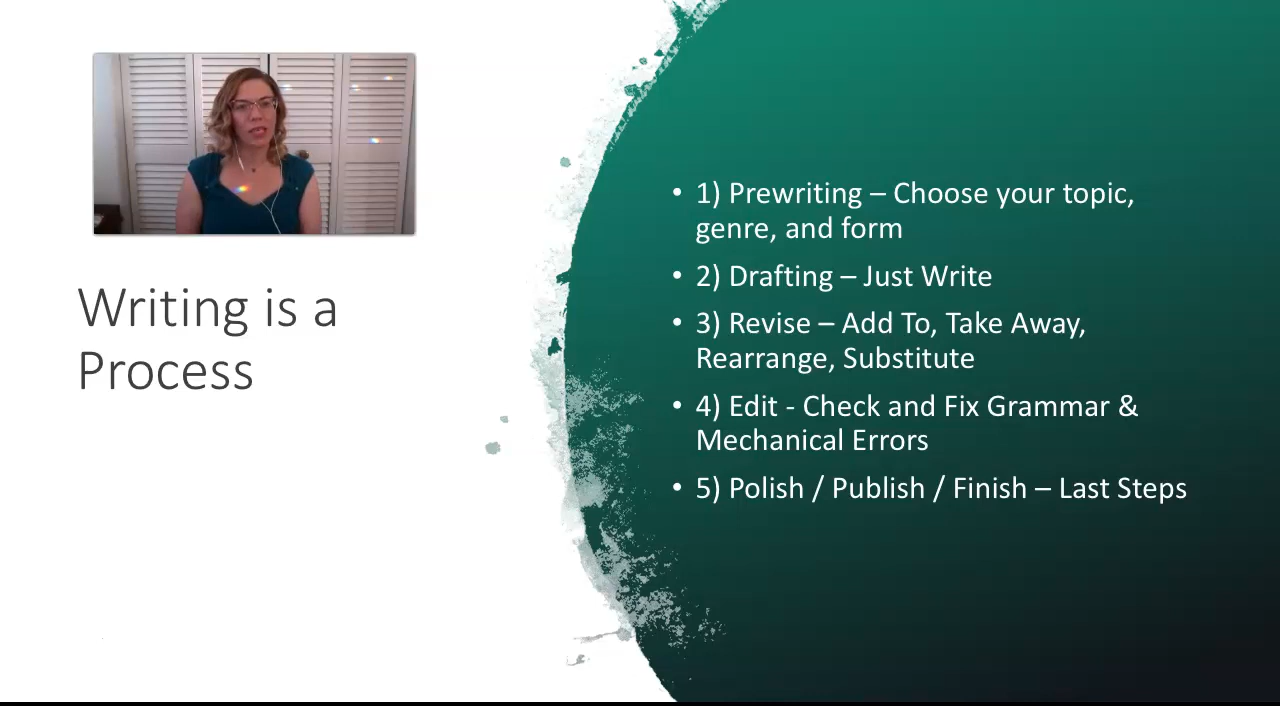 Writing is a
Process
• 1) Prewriting – Choose your topic,
genre, and form
• 2) Drafting – Just Write
• 3) Revise – Add To, Take Away,
Rearrange, Substitute
• 4) Edit - Check and Fix Grammar &
Mechanical Errors
• 5) Polish / Publish / Finish – Last Steps